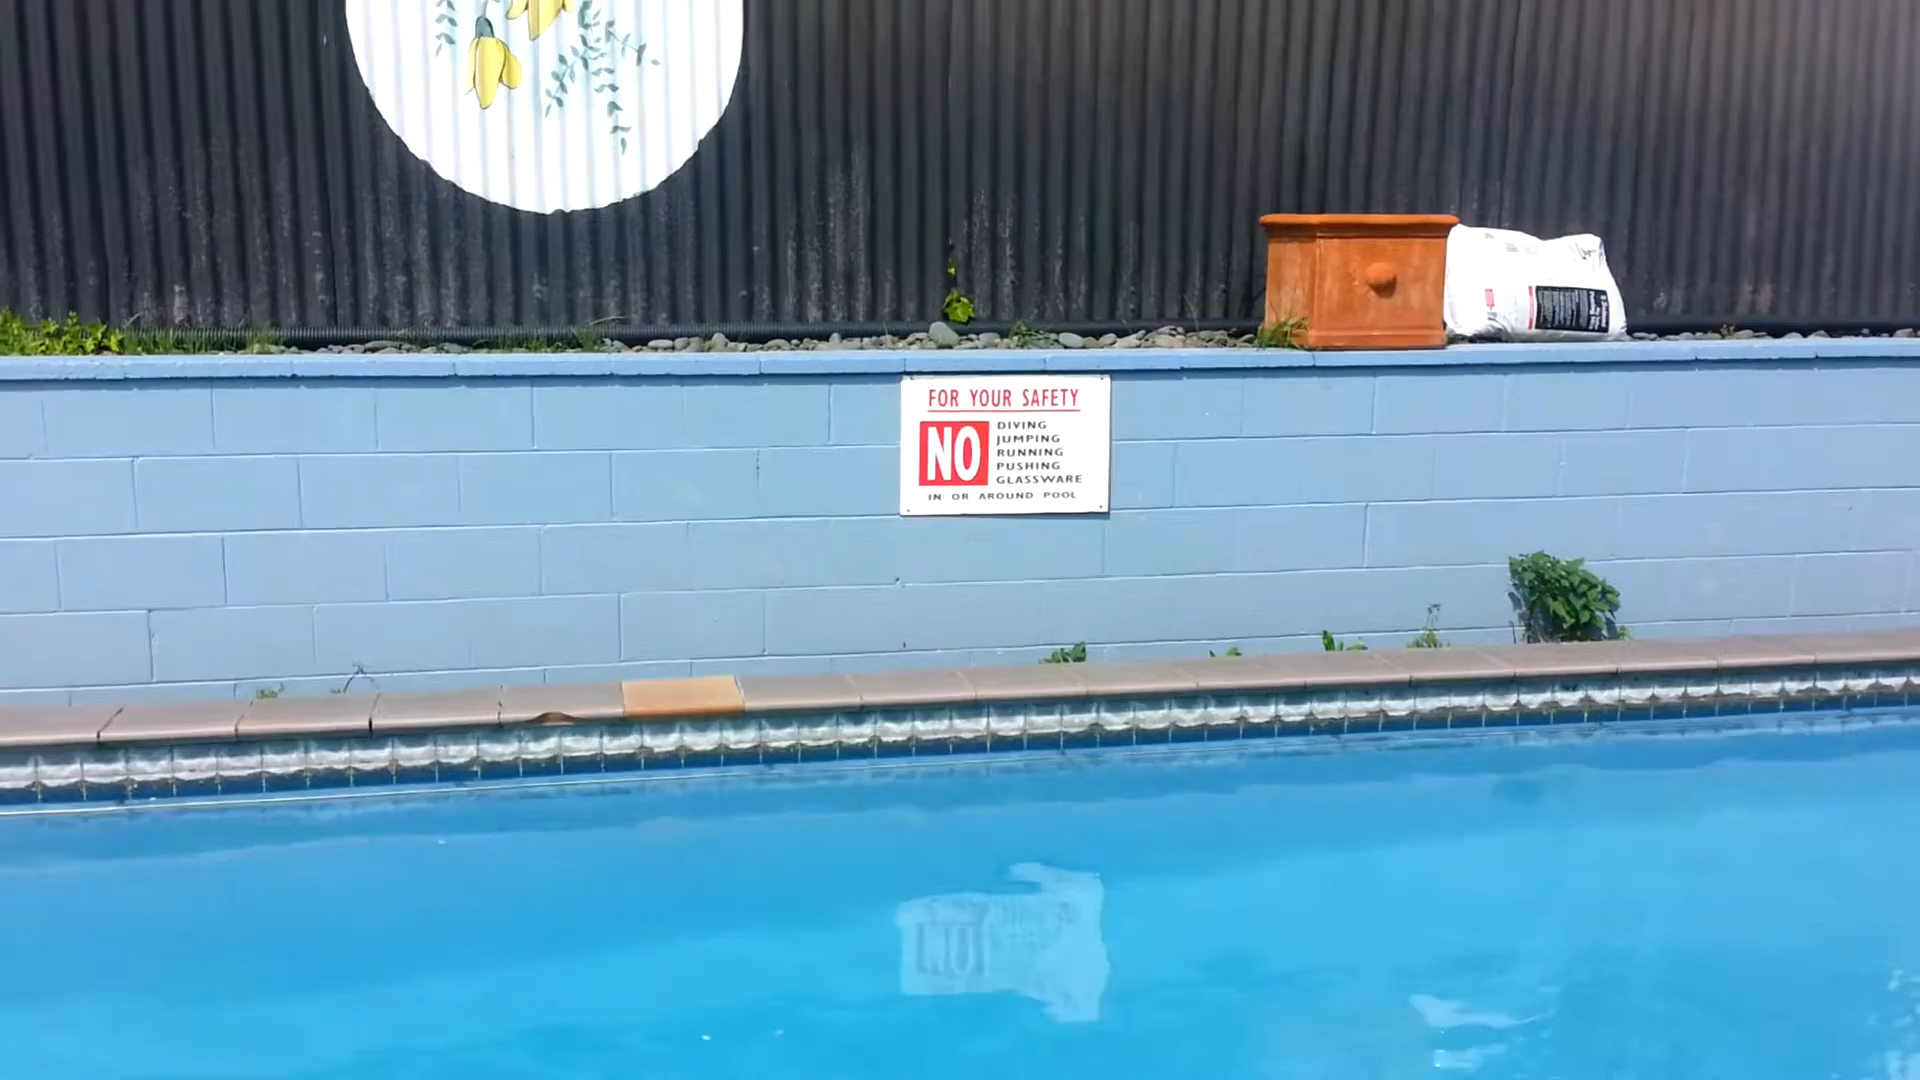 FOR YOUR SAFETY
NO
DIVING
JUMPING
RUNNING
PUSHING
GLASSWARE
IN OR AROUND POOL